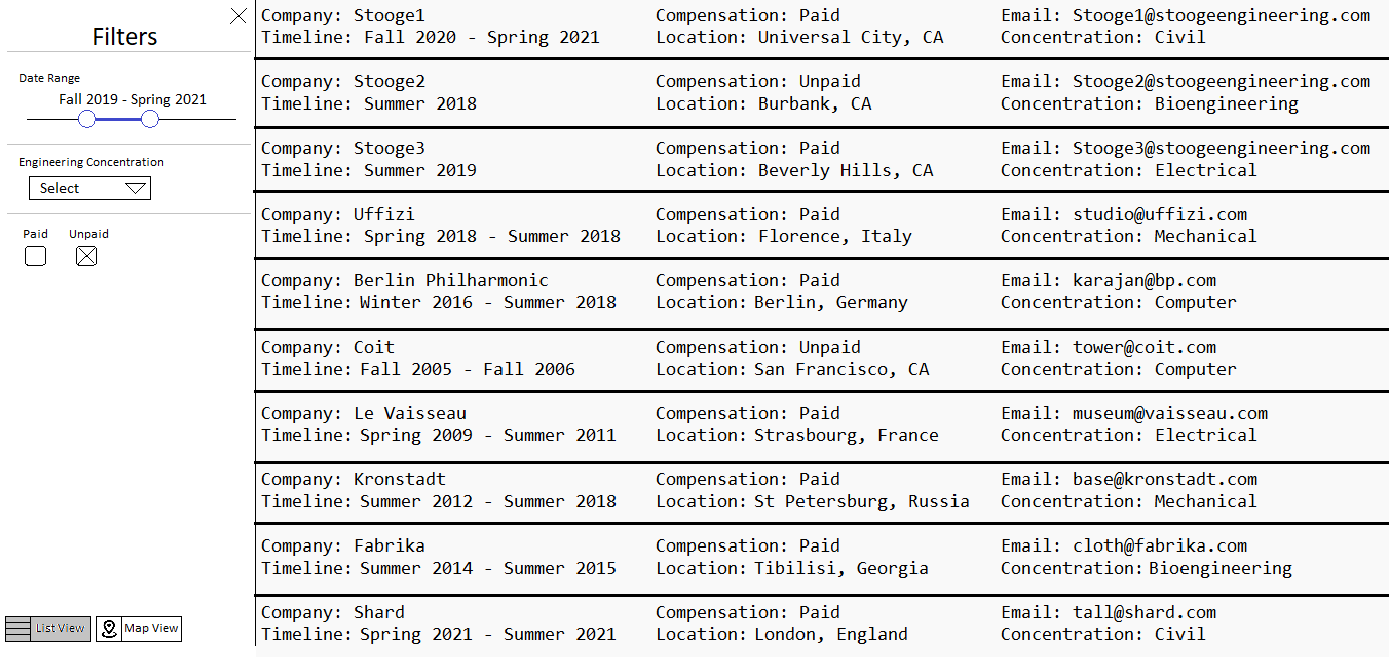 Filters
Date Range
Fall 2019 - Spring 2021
Engineering Concentration
Select
Paid Unpaid
List View Map View
Company: Stooge1 Compensation: Paid Email: Stooge1@stoogeengineering.com
Timeline: Fall 2020 - Spring 2021 Location: Universal City, CA Concentration: Civil
Company: Stooge2 Compensation: Unpaid Email: Stooge2@stoogeengineering.com
Timeline: Summer 2018 Location: Burbank, CA Concentration: Bioengineering
Company: Stooge3 Compensation: Paid Email: Stooge3@stoogeengineering.com
Timeline: Summer 2019 Location: Beverly Hills, CA Concentration: Electrical
Company: Uffizi Compensation: Paid Email: studio@uffizi.com
Timeline: Spring 2018 - Summer 2018 Location: Florence, Italy Concentration: Mechanical
Company: Berlin Philharmonic Compensation: Paid Email: karajan@bp.com
Timeline: Winter 2016 - Summer 2018 Location: Berlin, Germany Concentration: Computer
Company: Coit Compensation: Unpaid Email: tower@coit.com
Timeline: Fall 2005 - Fall 2006 Location: San Francisco, CA Concentration: Computer
Company: Le Vaisseau Compensation: Paid Email: museum@vaisseau.com
Timeline: Spring 2009 - Summer 2011 Location: Strasbourg, France Concentration: Electrical
Company: Kronstadt Compensation: Paid Email: base@kronstadt.com
Timeline: Summer 2012 - Summer 2018 Location: St Petersburg, Russia Concentration: Mechanical
Company: Fabrika Compensation: Paid Email: cloth@fabrika.com
Timeline: Summer 2014 - Summer 2015 Location: Tibilisi, Georgia Concentration: Bioengineering
Company: Shard Compensation: Paid Email: tall@shard.com
Timeline: Spring 2021 - Summer 2021 Location: London, England Concentration: Civil